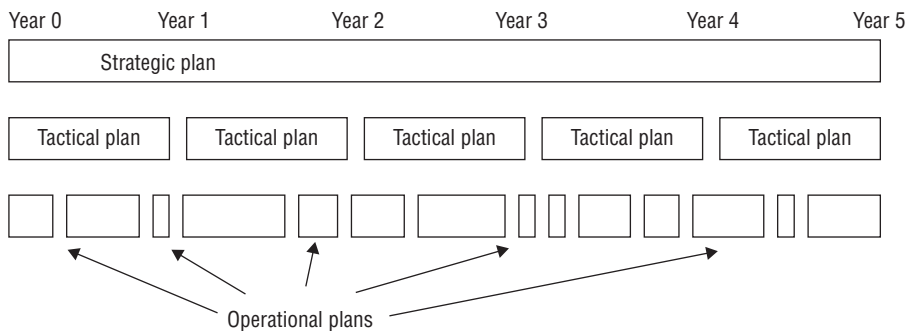 Year 0 Year 1 Year 2 Year 3 Year 4 Year 5
Strategic plan
Tactical plan Tactical plan Tactical plan Tactical plan Tactical plan
Operational plans